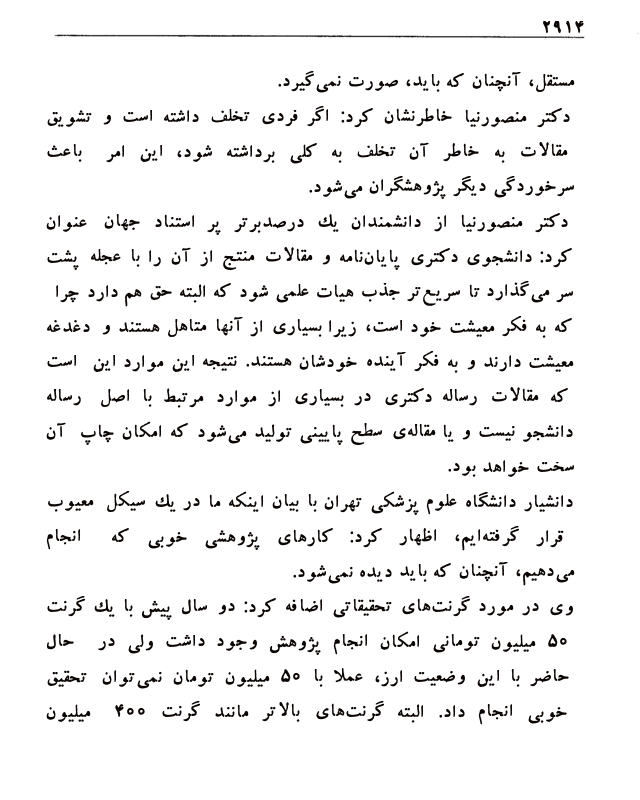 ۲۹۱۴
مستقل، آنچنان که باید، صورت نمی‌گیرد.
دکتر منصورنیا خاطرنشان کرد: اگر فردی تخلف داشته است و تشویق
مقالات به خاطر آن تخلف به کلی برداشته شود، این امر باعث
سرخوردگی دیگر پژوهشگران می‌شود.
دکتر منصورنیا از دانشمندان یك درصدبرتر پر استناد جهان عنوان
کرد: دانشجوی دکتری پایان‌نامه و مقالات منتج از آن را با عجله پشت
سر می‌گذارد تا سریع‌تر جذب هیات علمی شود که البته حق هم دارد چرا
که به فکر معیشت خود است، زیرا بسیاری از آنها متاهل هستند و دغدغه
معیشت دارند و به فکر آینده خودشان هستند. نتیجه این موارد این است
که مقالات رساله دکتری در بسیاری از موارد مرتبط با اصل رساله
دانشجو نیست و یا مقاله‌ی سطح پایینی تولید می‌شود که امکان چاپ آن
سخت خواهد بود.
دانشیار دانشگاه علوم پزشکی تهران با بیان اینکه ما در یك سیکل معیوب
قرار گرفته‌ایم، اظهار کرد: کارهای پژوهشی خوبی که انجام
می‌دهیم، آنچنان که باید دیده نمی‌شود.
وی در مورد گرنت‌های تحقیقاتی اضافه کرد: دو سال پیش با یك گرنت
۵۰ میلیون تومانی امکان انجام پژوهش وجود داشت ولی در حال
حاضر با این وضعیت ارز، عملا با ۵۰ میلیون تومان نمی‌توان تحقیق
خوبی انجام داد. البته گرنت‌های بالاتر مانند گرنت ۴۰۰ میلیون